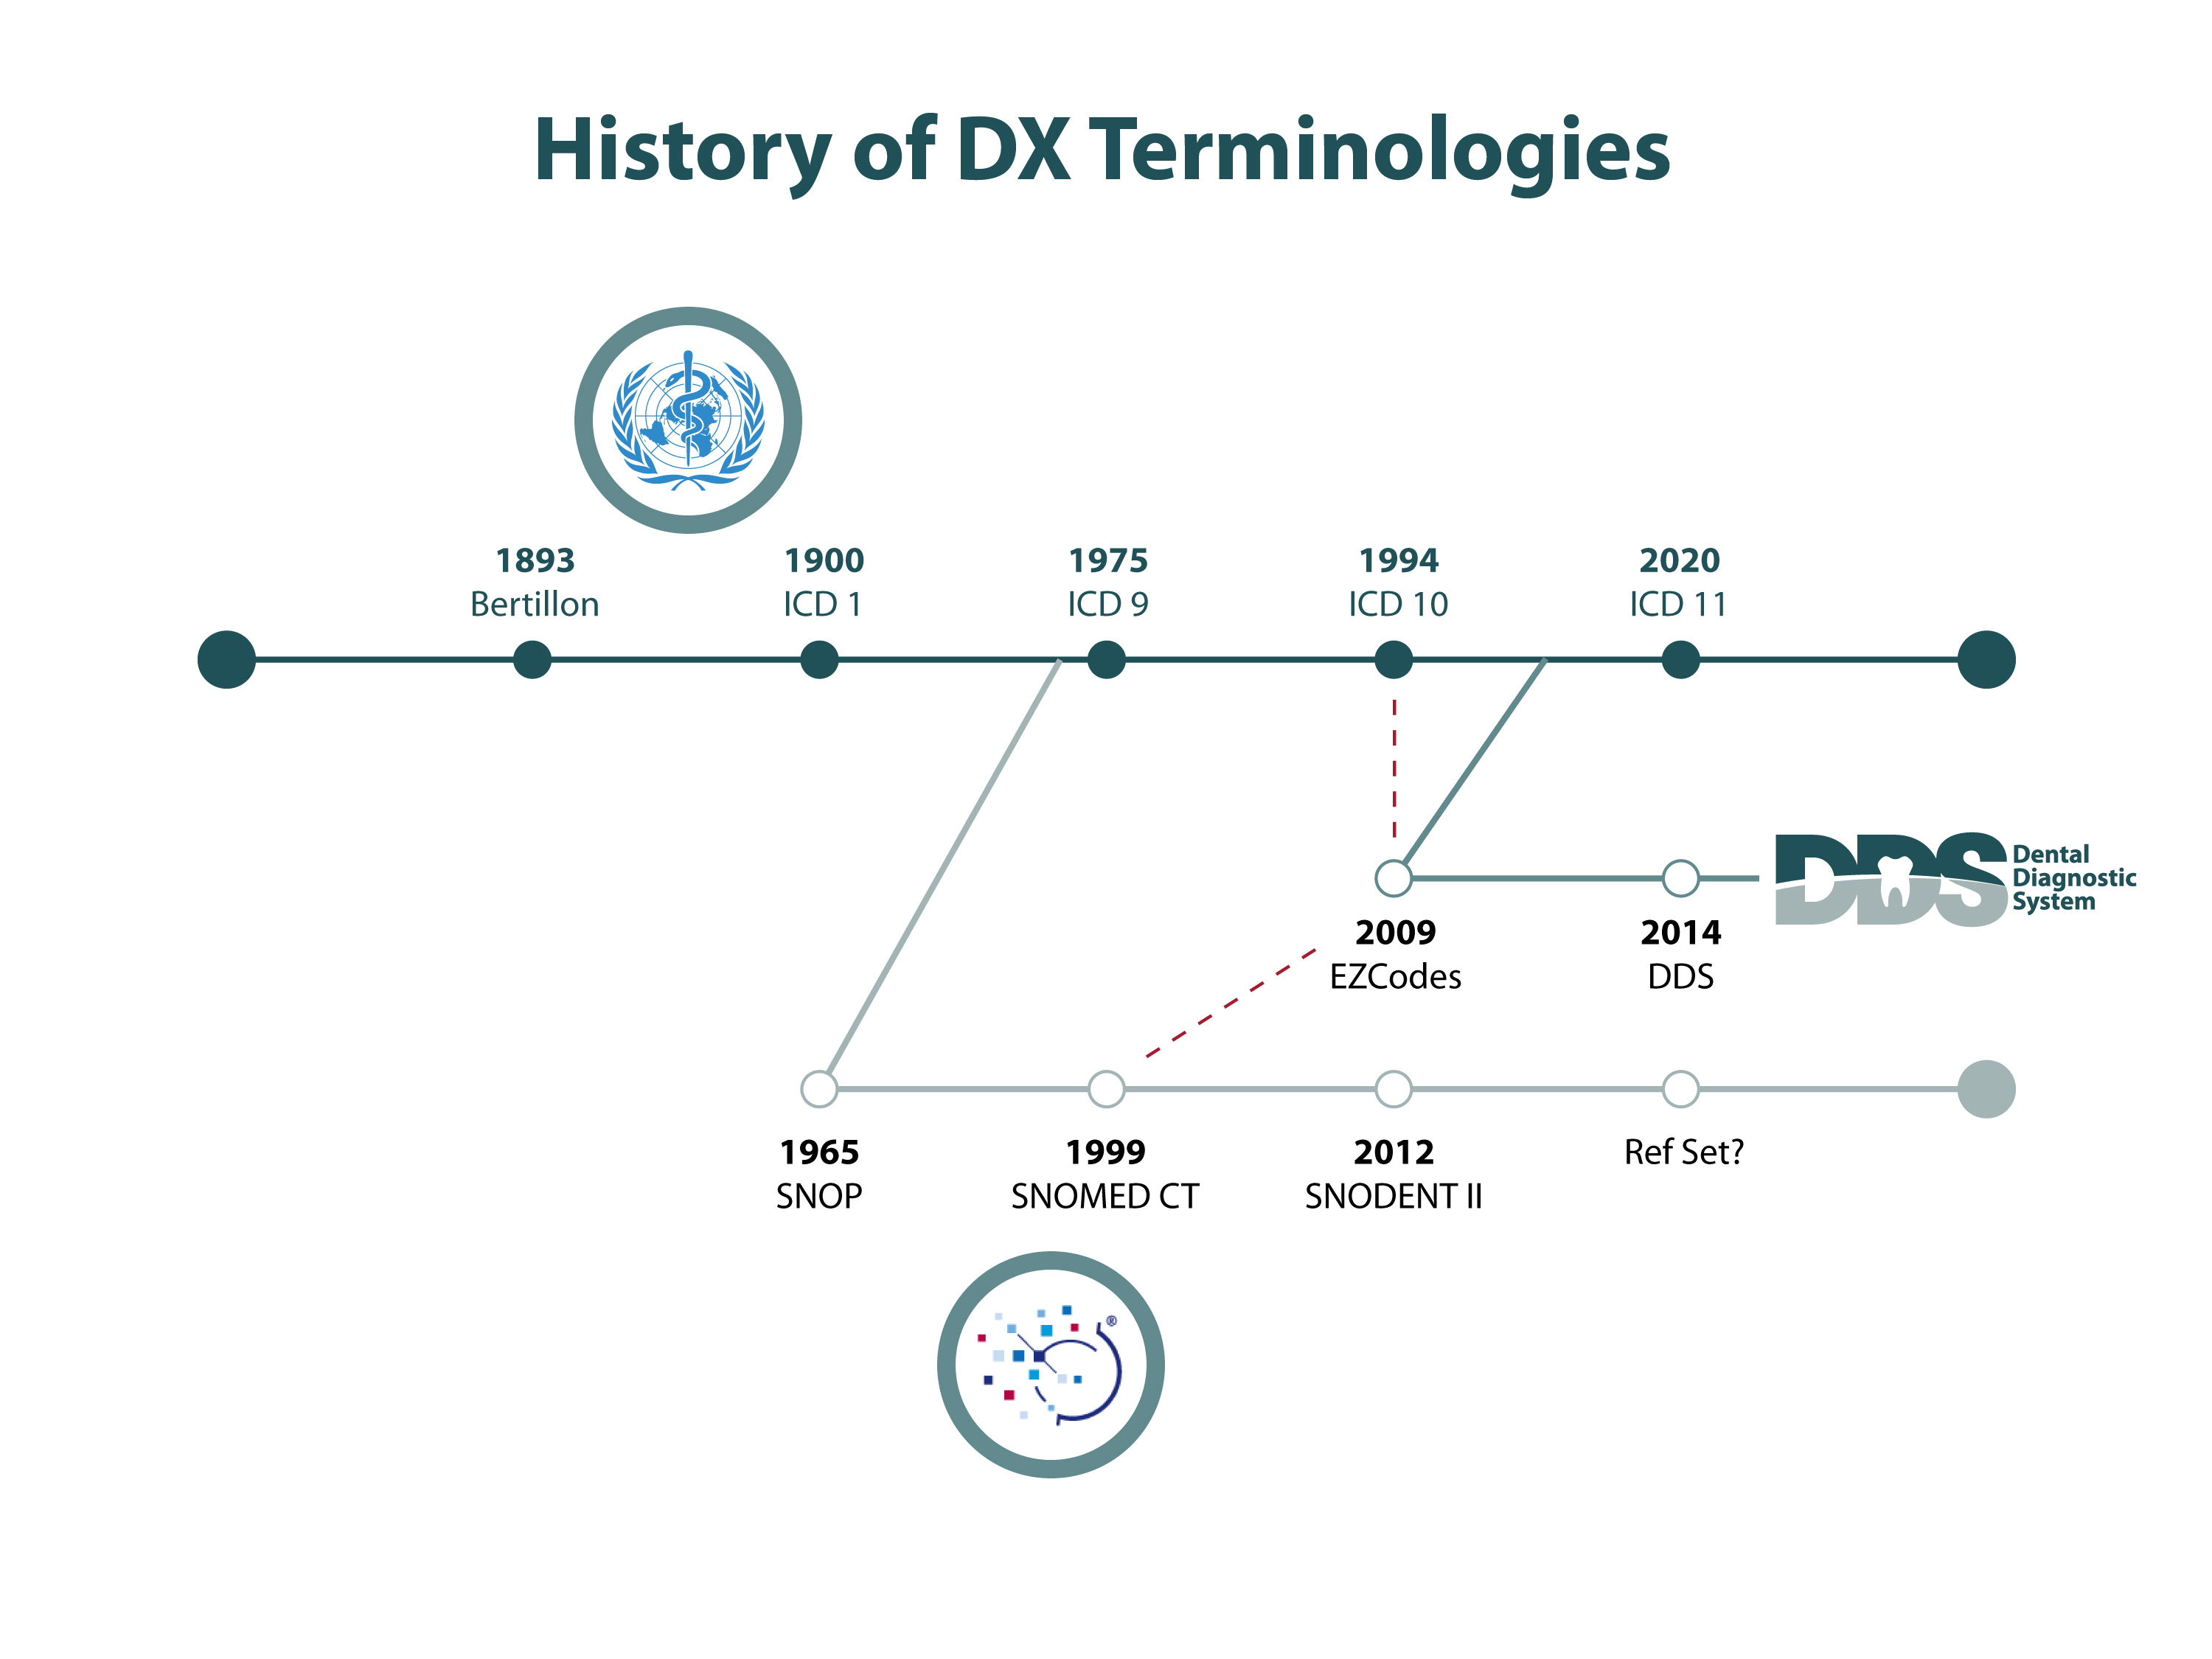 History of DX Terminologies
1893
Bertillon
1900
ICD 1
1975
ICD 9
1994
ICD 10
2020
ICD 11
DDS
Dental
Diagnostic
System
2009
EZCodes
2014
DDS
1965
SNOP
1999
SNOMED CT
2012
SNODENT II
Ref Set?
®